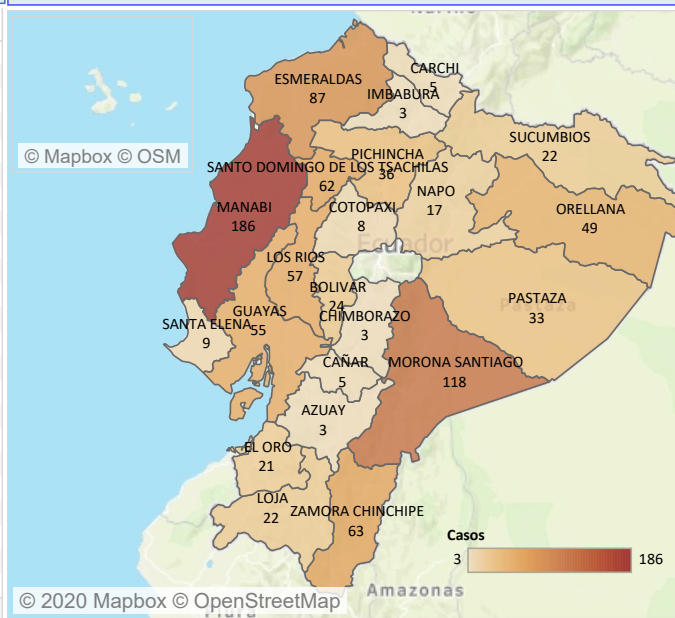 CARCHI
5
ESMERALDAS
87
IMBABURA
3
© Mapbox © OSM
SUCUMBIOS
22
PICHINCHA
36
SANTO DOMINGO DE LOS TSACHILAS
62
NAPO
17
MANABI
186
COTOPAXI
8
ORELLANA
49
Ecuador
LOS RIOS
57
BOLIVAR
24
PASTAZA
33
Pastaza
GUAYAS
55
CHIMBORAZO
3
SANTA ELENA
9
CAÑAR
5
MORONA SANTIAGO
118
AZUAY
3
EL ORO
21
LOJA
22
ZAMORA CHINCHIPE
63
Casos
3
186
Amazonas
© 2020 Mapbox © OpenStreetMap